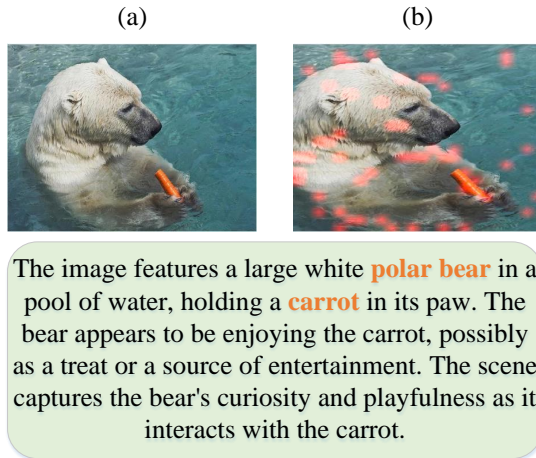 (a) (b)
The image features a large white polar bear in a
pool of water, holding a carrot in its paw. The
bear appears to be enjoying the carrot, possibly
as a treat or a source of entertainment. The scene
captures the bear's curiosity and playfulness as it
interacts with the carrot.